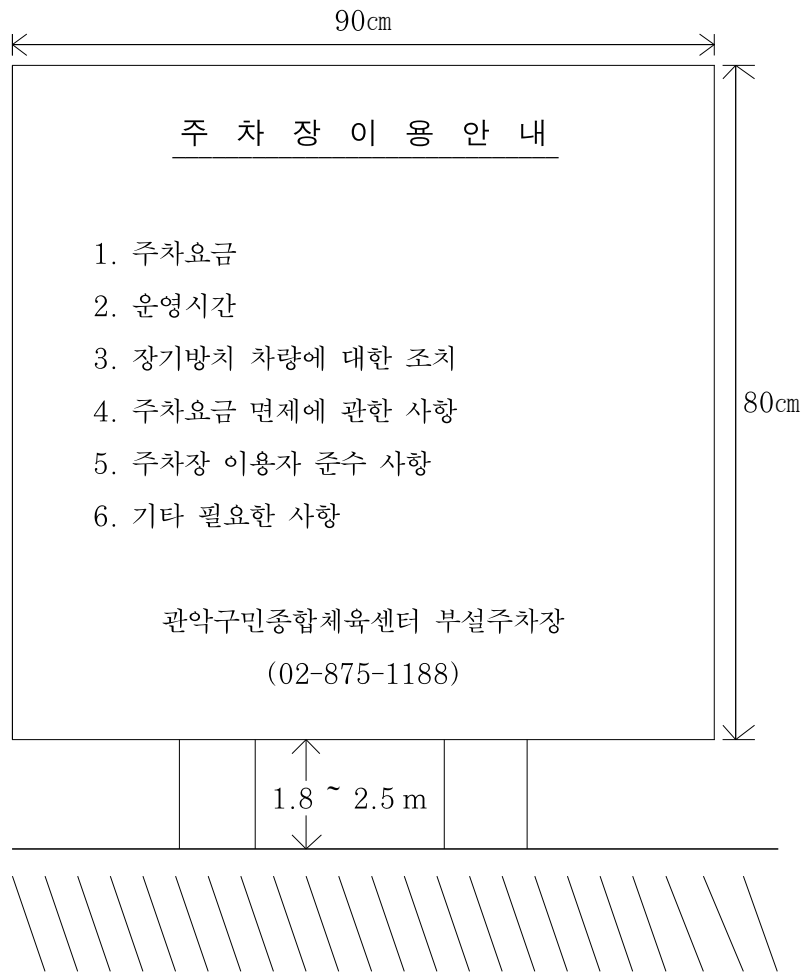 90㎝
주 차 장 이 용 안 내
1. 주차요금
2. 운영시간
3. 장기방치 차량에 대한 조치
4. 주차요금 면제에 관한 사항
80㎝
5. 주차장 이용자 준수 사항
6. 기타 필요한 사항
관악구민종합체육센터 부설주차장
(02-875-1188)
1.8 ~ 2.5 m